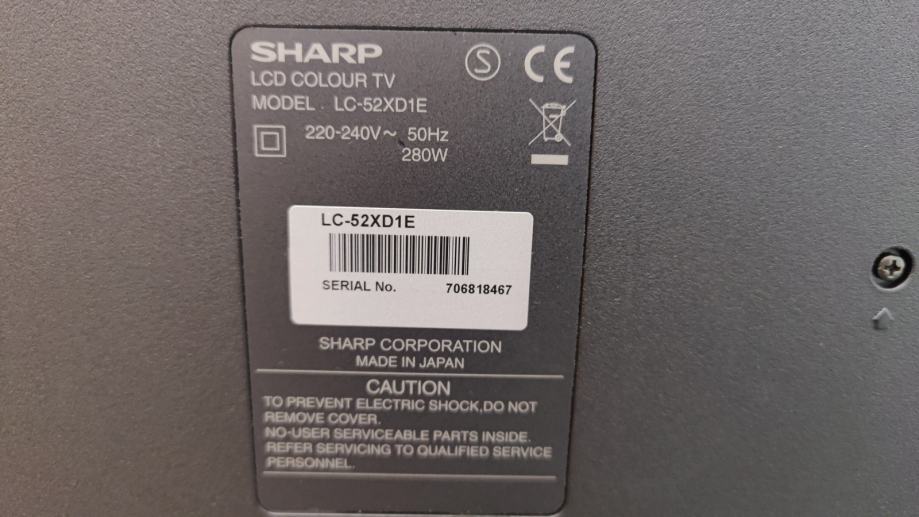 SHARP
LCD COLOUR TV
MODEL . LC-52XD1E
220-240V~ 50Hz
280W
S
CE
LC-52XD1E
SERIAL No. 706818467
SHARP CORPORATION
MADE IN JAPAN
CAUTION
TO PREVENT ELECTRIC SHOCK,DO NOT
REMOVE COVER.
NO-USER SERVICEABLE PARTS INSIDE.
REFER SERVICING TO QUALIFIED SERVICE
PERSONNEL.